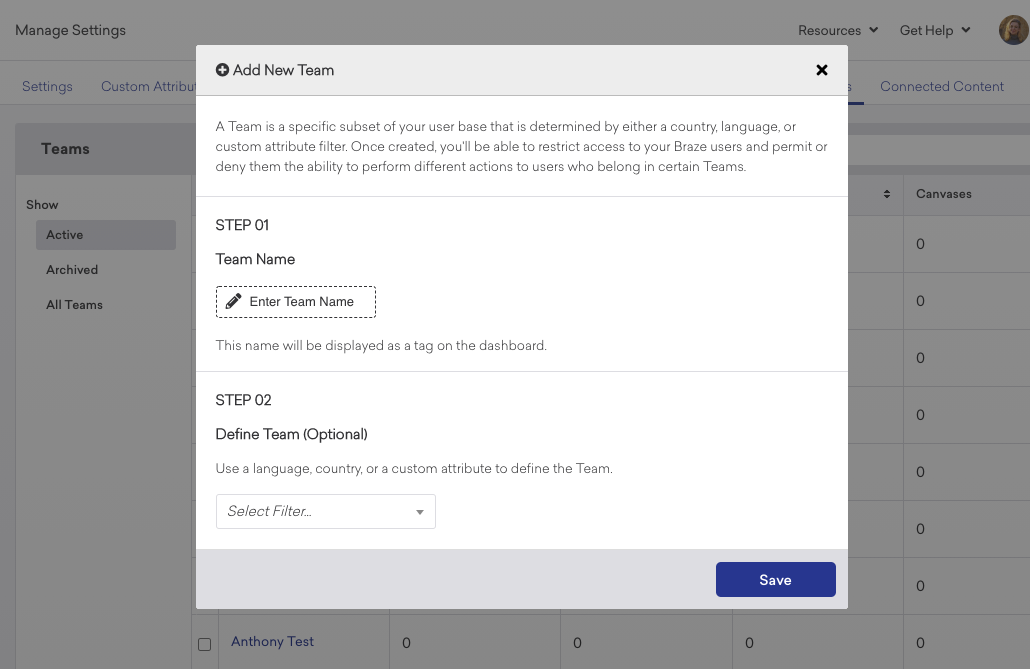 Manage Settings
Resources
Get Help
Settings
Custom
Connected Content
Add New Team
A Team is a specific subset of your user base that is determined by either a country, language, or
custom attribute filter. Once created, you'll be able to restrict access to your Braze users and permit or
deny them the ability to perform different actions to users who belong in certain Teams.
Teams
Show
Active
Archived
All Teams
STEP 01
Team Name
Enter Team Name
This name will be displayed as a tag on the dashboard.
STEP 02
Define Team (Optional)
Use a language, country, or a custom attribute to define the Team.
Select Filter...
Save
Canvases
0
0
0
0
0
0
0
Anthony Test
0
0
0
0